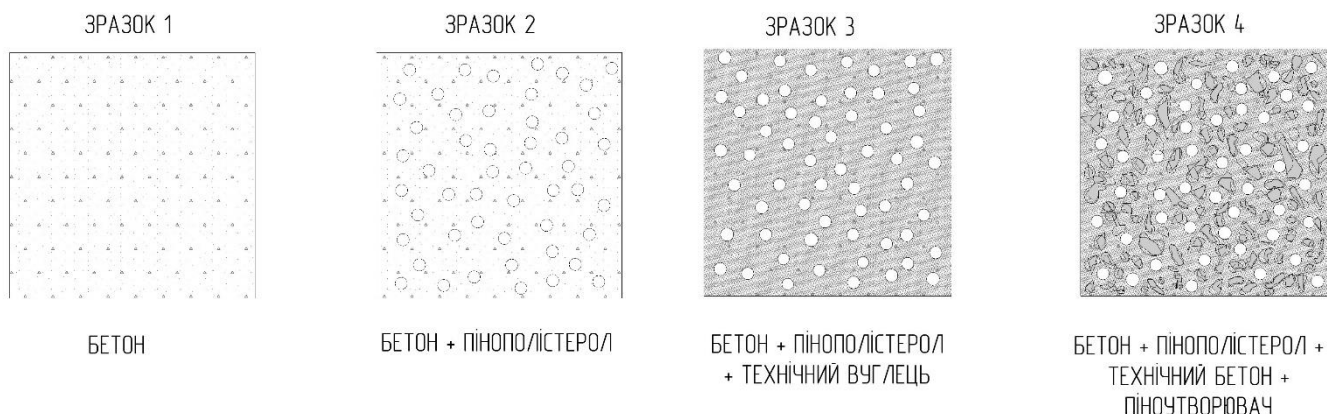 ЗРАЗОК 1
ЗРАЗОК 2
ЗРАЗОК 3
ЗРАЗОК 4
БЕТОН
БЕТОН + ПІНОПОЛІСТЕРОЛ
БЕТОН + ПІНОПОЛІСТЕРОЛ
+ ТЕХНІЧНИЙ ВУГЛЕЦЬ
БЕТОН + ПІНОПОЛІСТЕРОЛ +
ТЕХНІЧНИЙ БЕТОН +
ПІНОУТВОРЮВАЧ